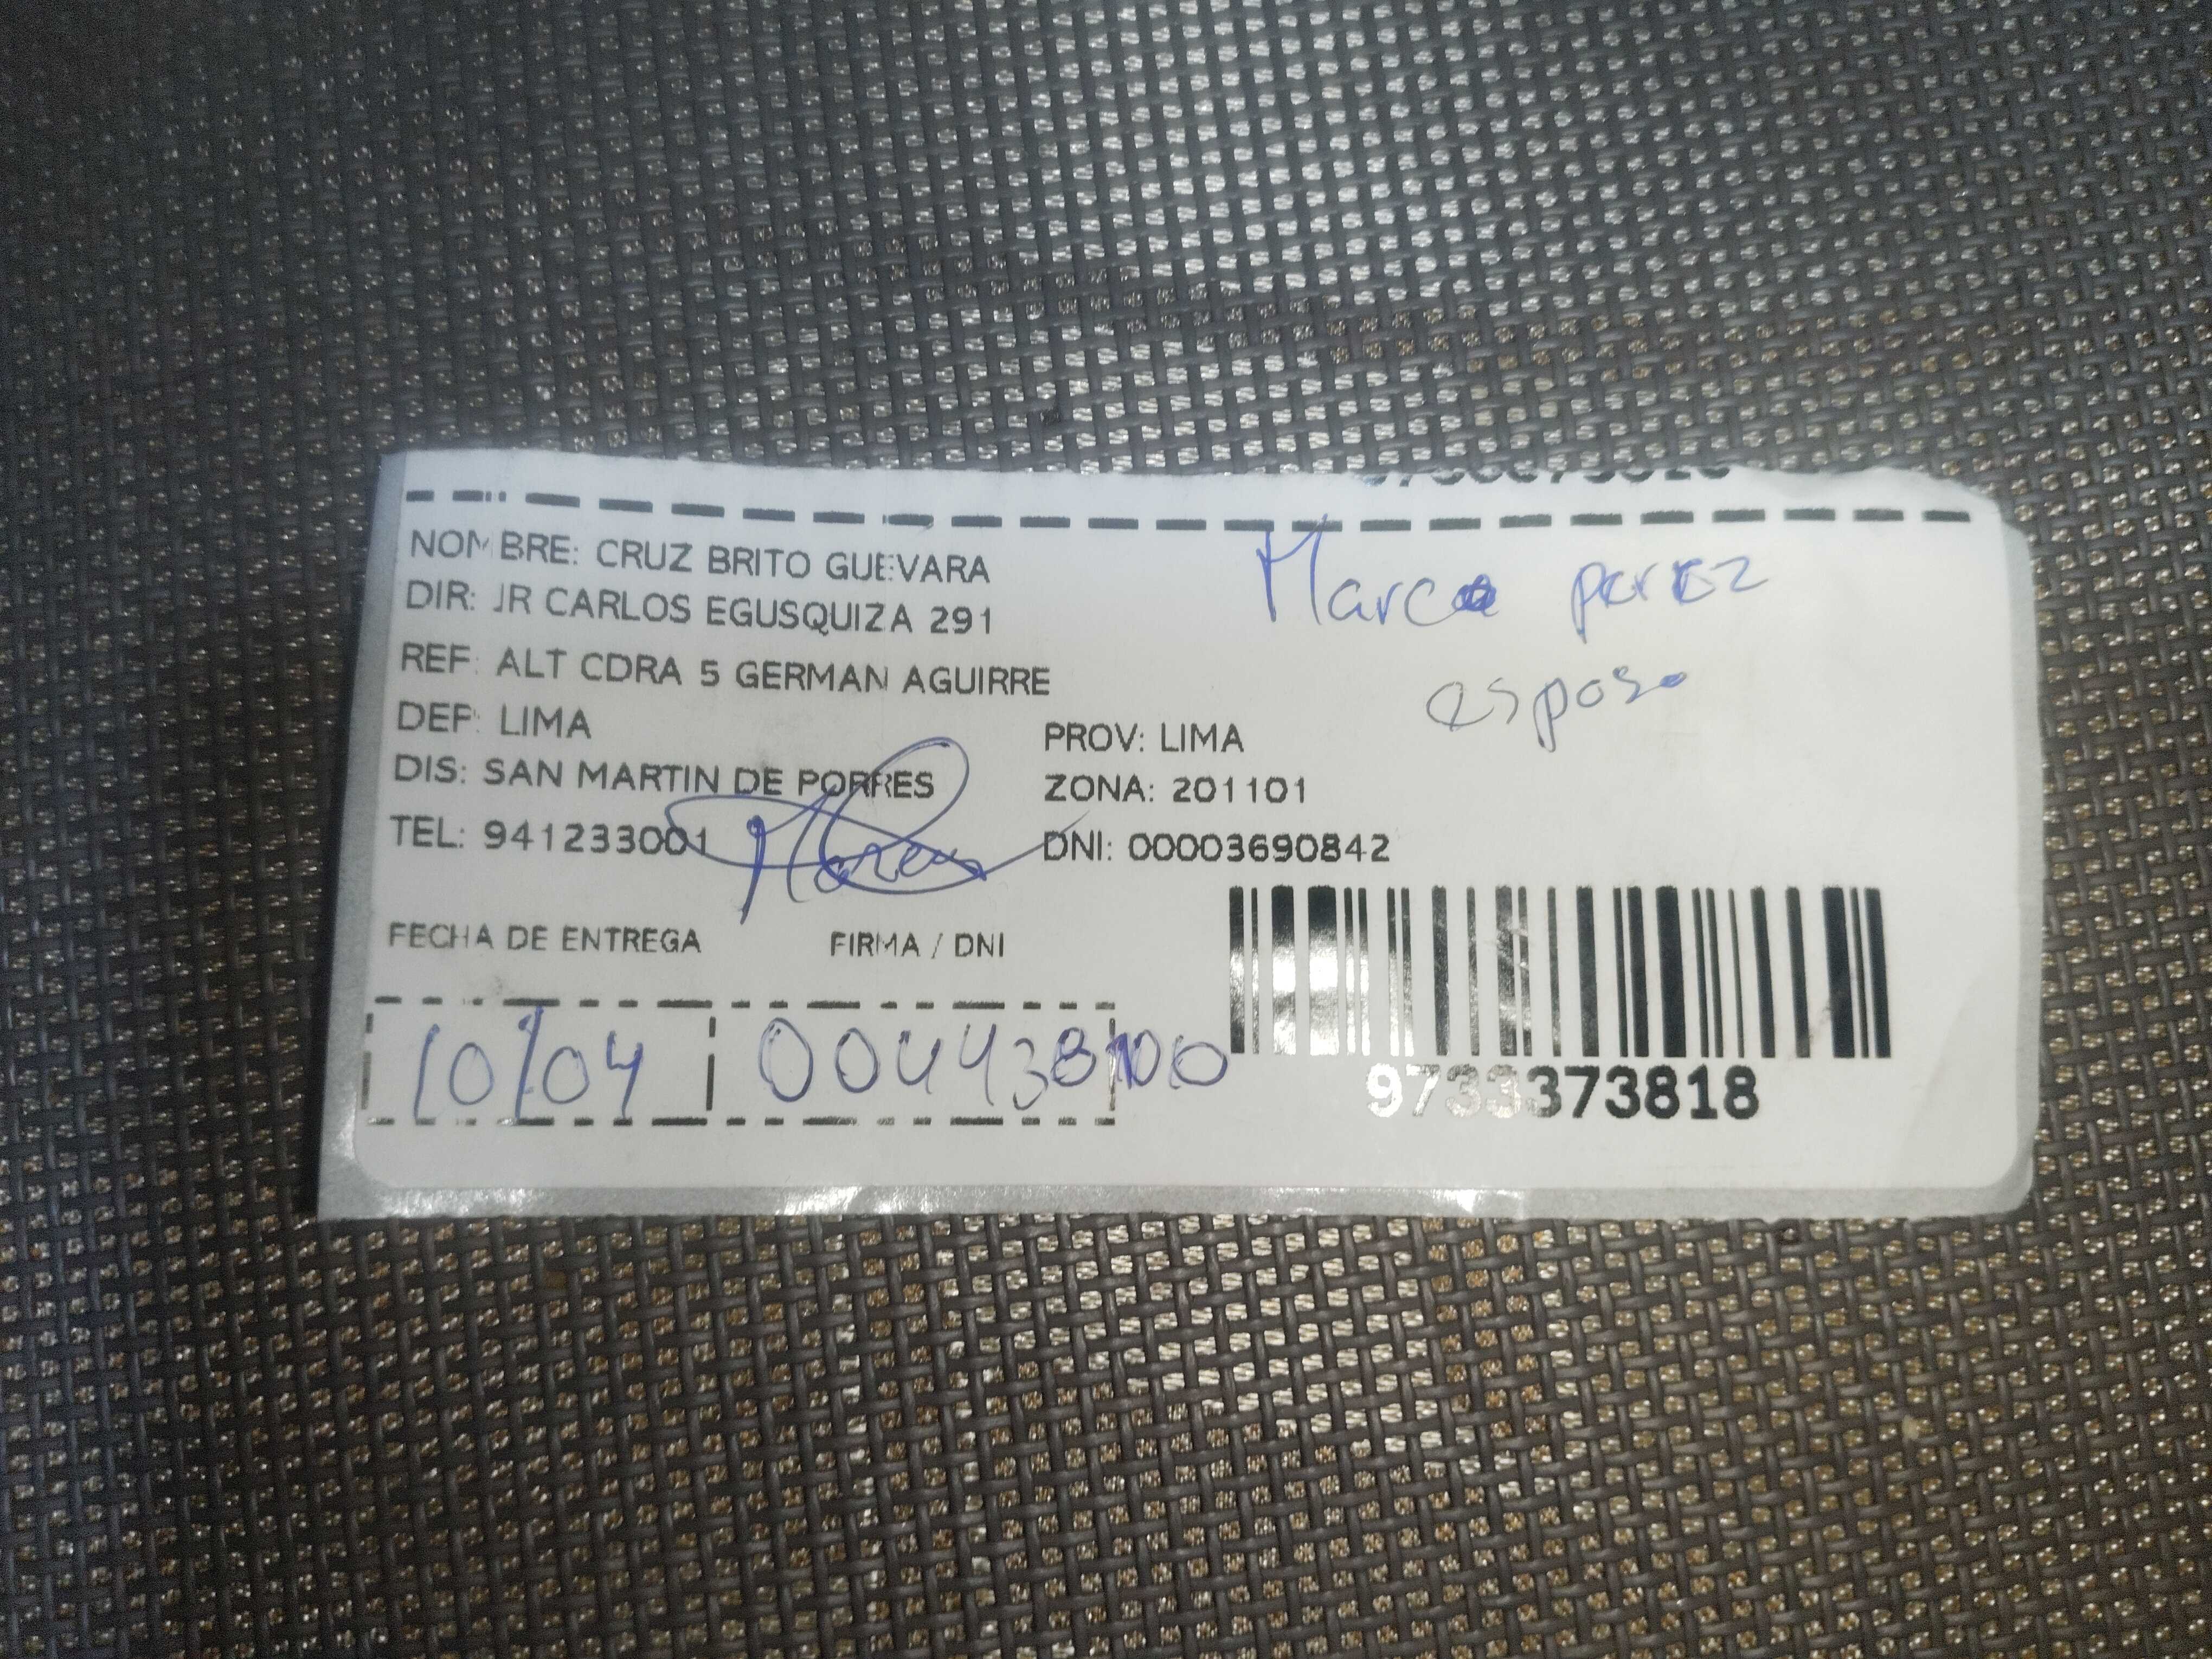 NOMBRE: CRUZ BRITO GUEVARA
DIR: JR CARLOS EGUSQUIZA 291
REF: ALT CDRA 5 GERMAN AGUIRRE
DEP: LIMA
PROV: LIMA
DIS: SAN MARTIN DE PORRES
ZONA: 201101
TEL: 941233001
DNI: 00003690842
Marco perez
esposo
Marco
FECHA DE ENTREGA
FIRMA / DNI
10/04
9733373818